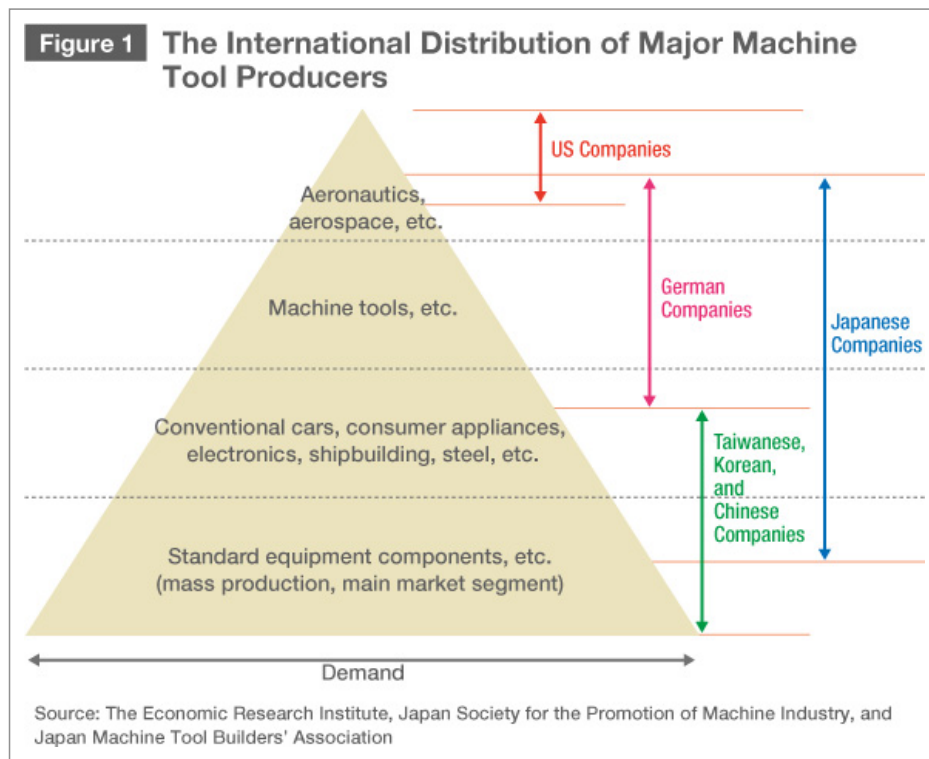 Figure 1
The International Distribution of Major Machine
Tool Producers
US Companies
Aeronautics,
aerospace, etc.
Machine tools, etc.
German
Companies
Japanese
Companies
Conventional cars, consumer appliances,
electronics, shipbuilding, steel, etc.
Taiwanese,
Korean,
and
Chinese
Companies
Standard equipment components, etc.
(mass production, main market segment)
Demand
Source: The Economic Research Institute, Japan Society for the Promotion of Machine Industry, and
Japan Machine Tool Builders' Association